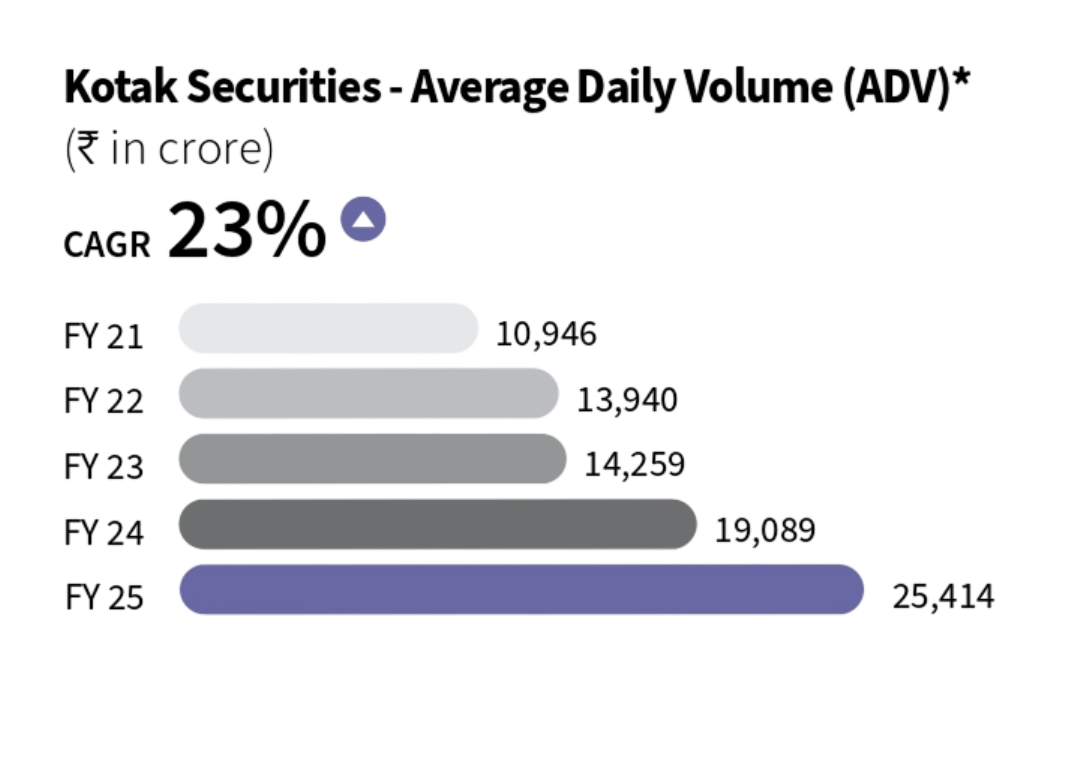 Kotak Securities - Average Daily Volume (ADV)*
(₹ in crore)
CAGR 23%
FY 21 10,946
FY 22 13,940
FY 23 14,259
FY 24 19,089
FY 25 25,414